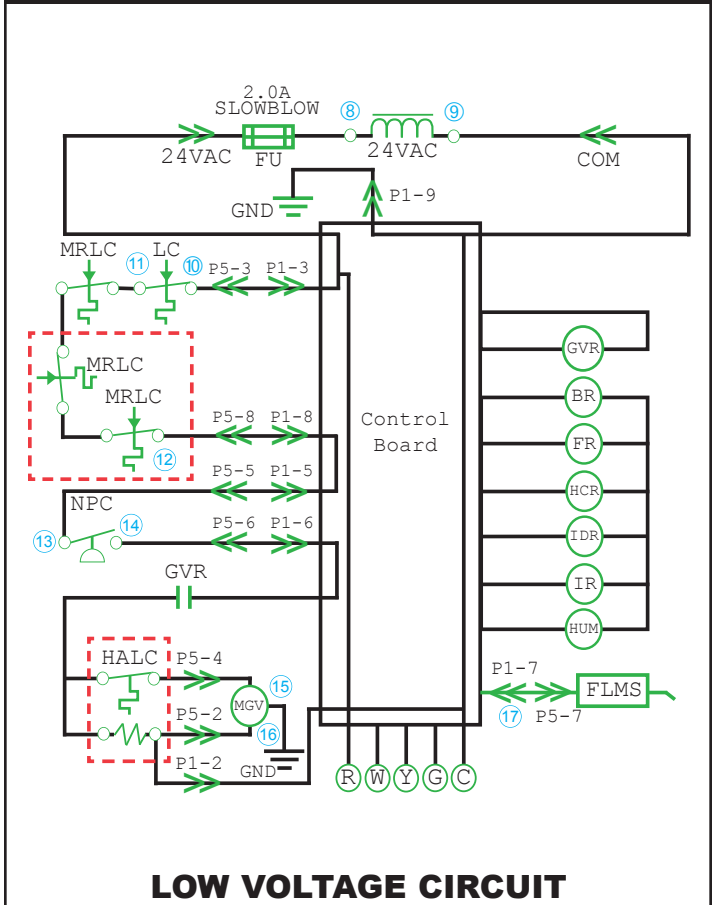 2.0A
SLOWBLOW
8
9
24VAC
FU
24VAC
COM
P1-9
GND
MRLC
LC
11
10
P5-3
P1-3
MRLC
MRLC
12
P5-8
P1-8
P5-5
P1-5
NPC
13
14
P5-6
P1-6
GVR
HALC
P5-4
15
MGV
P5-2
16
P1-2
GND
Control
Board
GVR
BR
FR
HCR
IDR
IR
HUM
P1-7
FLMS
17
P5-7
R W Y G C
LOW VOLTAGE CIRCUIT